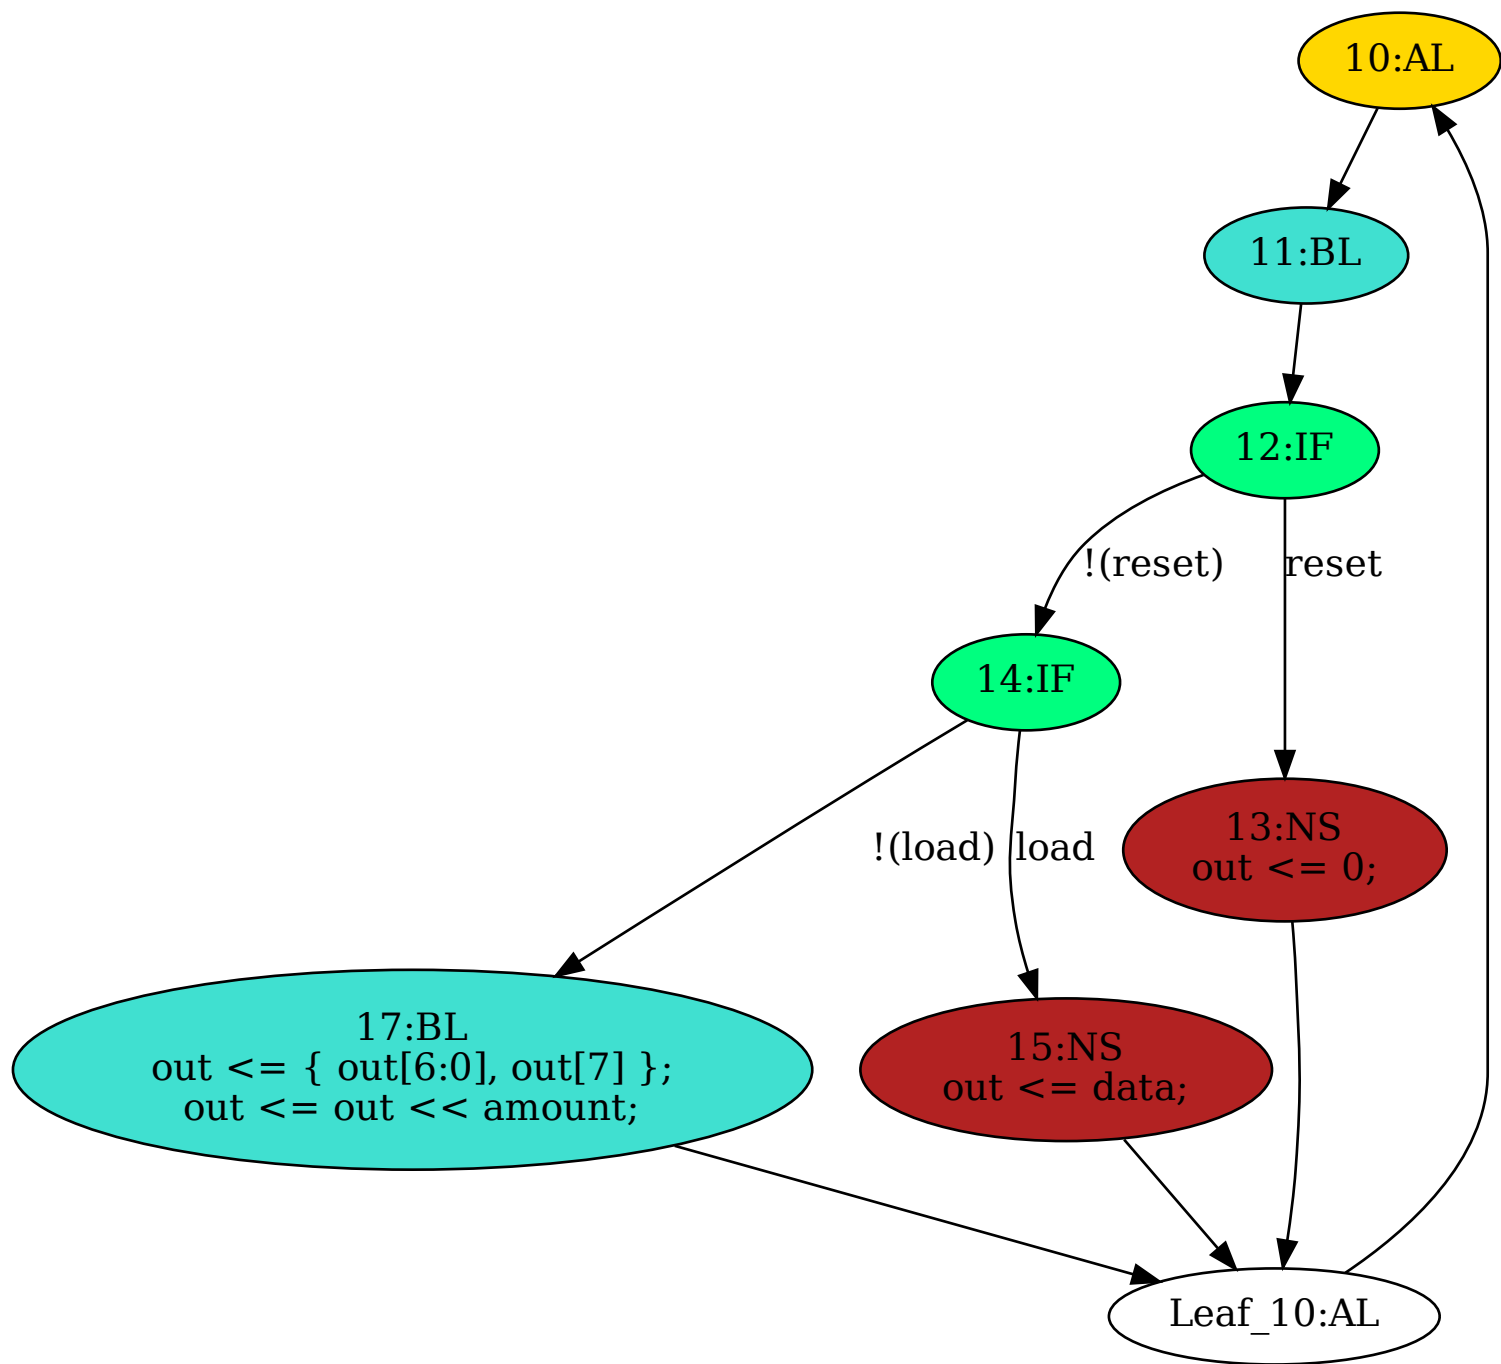 10:AL
11:BL
12:IF
!(reset)
reset
14:IF
!(load)
load
13:NS
out <= 0;
17:BL
out <= { out[6:0], out[7] };
out <= out << amount;
15:NS
out <= data;
Leaf_10:AL